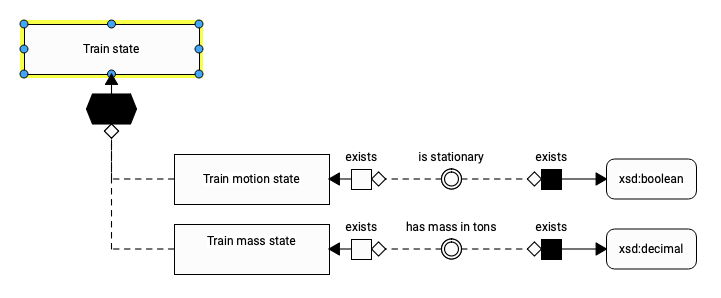 Train state
exists
is stationary
exists
Train motion state
xsd:boolean
exists
has mass in tons
exists
Train mass state
xsd:decimal